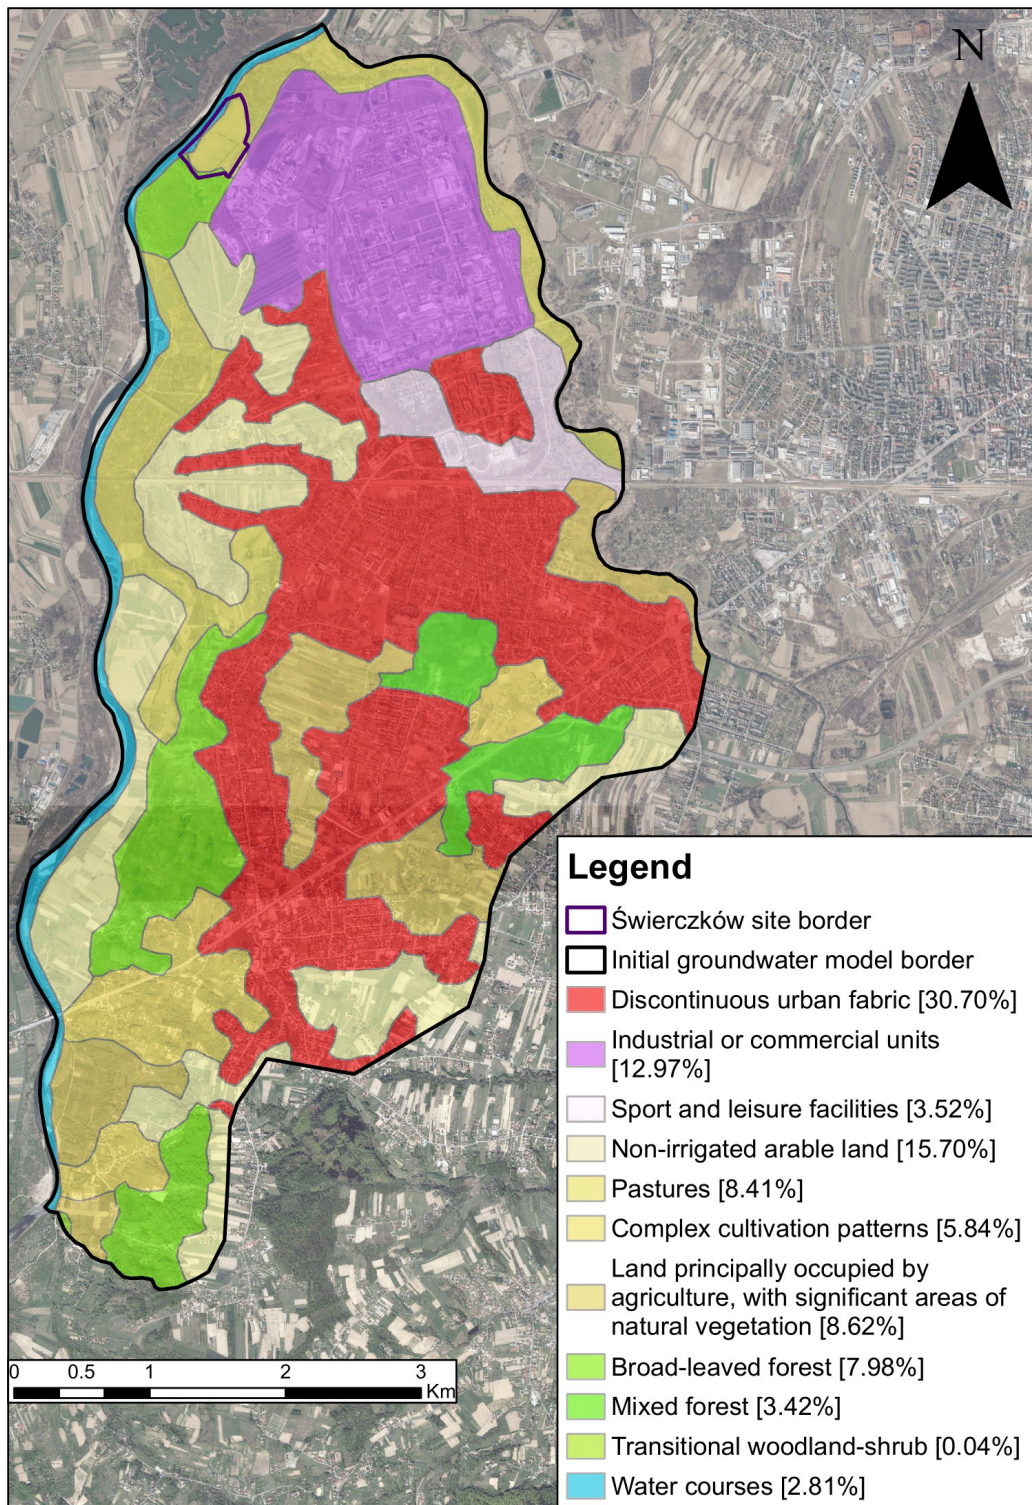 N
Legend
Świerczków site border
Initial groundwater model border
Discontinuous urban fabric [30.70%]
Industrial or commercial units
[12.97%]
Sport and leisure facilities [3.52%]
Non-irrigated arable land [15.70%]
Pastures [8.41%]
Complex cultivation patterns [5.84%]
Land principally occupied by
agriculture, with significant areas of
natural vegetation [8.62%]
Broad-leaved forest [7.98%]
Mixed forest [3.42%]
Transitional woodland-shrub [0.04%]
Water courses [2.81%]
0 0.5 1 2 3
Km